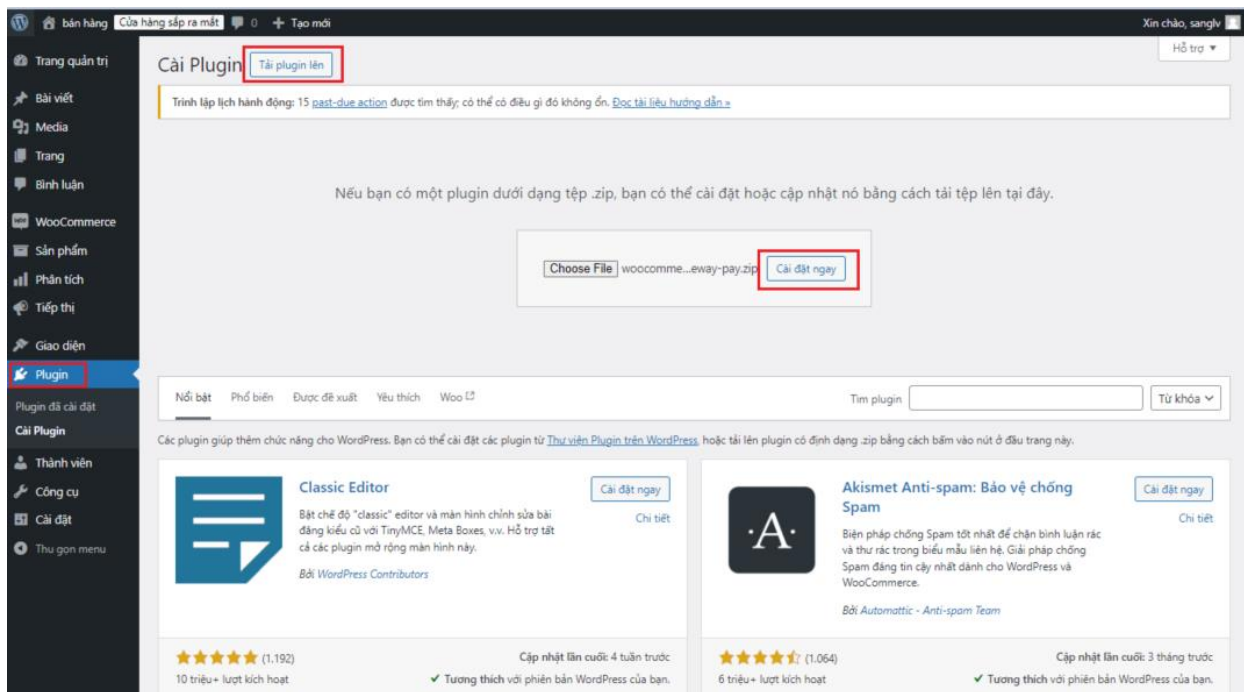 bán hàng Cửa hàng sắp ra mắt 0 + Tạo mới Xin chào, sanglv
Hỗ trợ ▼
Trang quản trị
Bài viết
Media
Trang
Bình luận
WooCommerce
Sản phẩm
Phân tích
Tiếp thị
Giao diện
Plugin
Plugin đã cài đặt
Cài Plugin
Thành viên
Công cụ
Cài đặt
Thu gọn menu
Cài Plugin Tải plugin lên
Trình lập lịch hành động: 15 past-due action được tìm thấy; có thể có điều gì đó không ổn. Đọc tài liệu hướng dẫn »
Nếu bạn có một plugin dưới dạng tệp .zip, bạn có thể cài đặt hoặc cập nhật nó bằng cách tải tệp lên tại đây.
Choose File woocomme...eway-pay.zip Cài đặt ngay
Nổi bật Phổ biến Được đề xuất Yêu thích Woo Tìm plugin Từ khóa
Các plugin giúp thêm chức năng cho WordPress. Bạn có thể cài đặt các plugin từ Thư viện Plugin trên WordPress, hoặc tải lên plugin có định dạng .zip bằng cách bấm vào nút ở đầu trang này.
Classic Editor
Cài đặt ngay
Chi tiết
Bật chế độ "classic" editor và màn hình chỉnh sửa bài
đăng kiểu cũ với TinyMCE, Meta Boxes, v.v. Hỗ trợ tất
cả các plugin mở rộng màn hình này.
Bởi WordPress Contributors
(1.192)
10 triệu+ lượt kích hoạt
Cập nhật lần cuối: 4 tuần trước
✔ Tương thích với phiên bản WordPress của bạn.
·A·
Akismet Anti-spam: Bảo vệ chống
Spam
Cài đặt ngay
Chi tiết
Biện pháp chống Spam tốt nhất để chặn bình luận rác
và thư rác trong biểu mẫu liên hệ. Giải pháp chống
Spam đáng tin cậy nhất dành cho WordPress và
WooCommerce.
Bởi Automattic - Anti-spam Team
(1.064)
6 triệu+ lượt kích hoạt
Cập nhật lần cuối: 3 tháng trước
✔ Tương thích với phiên bản WordPress của bạn.